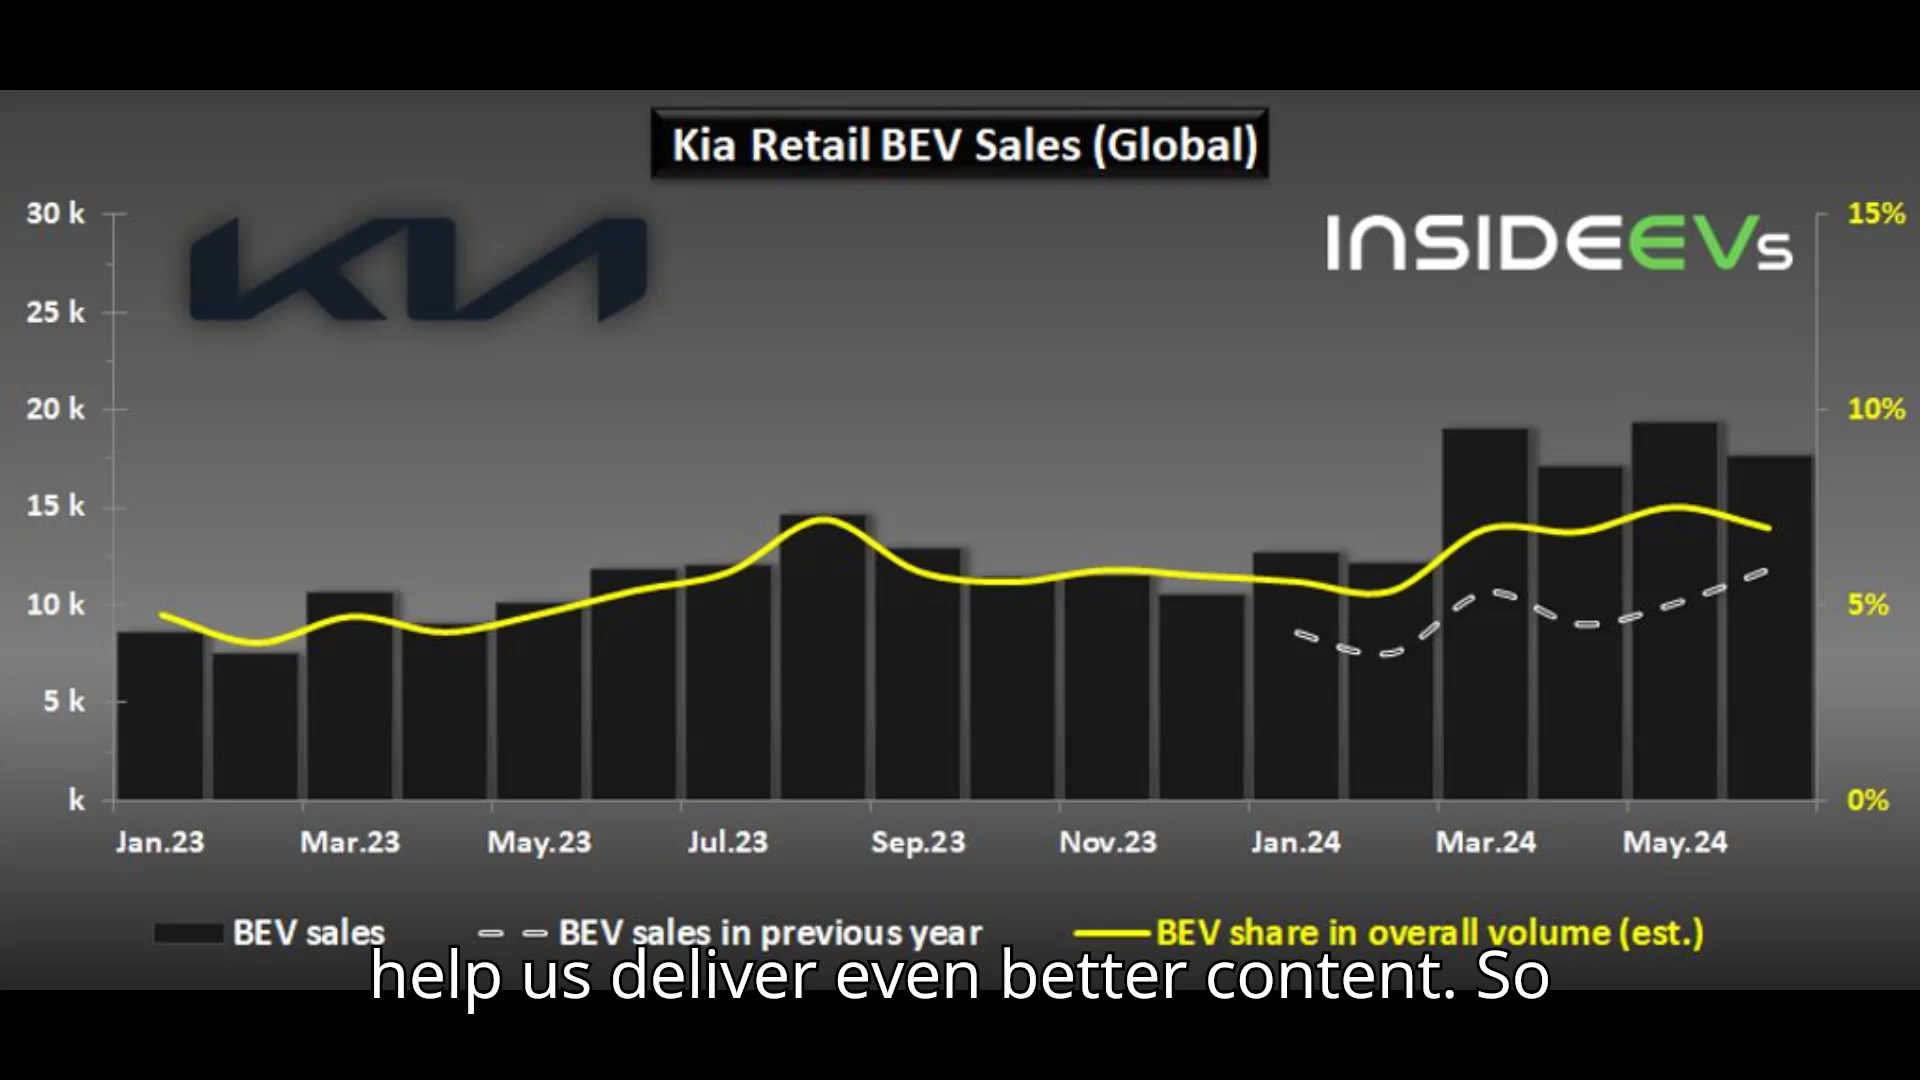 Kia Retail BEV Sales (Global)
KIA
INSIDEEVs
30 k
25 k
20 k
15 k
10 k
5 k
k
15%
10%
5%
0%
Jan.23 Mar.23 May.23 Jul.23 Sep.23 Nov.23 Jan.24 Mar.24 May.24
BEV sales BEV sales in previous year BEV share in overall volume (est.)
help us deliver even better content. So